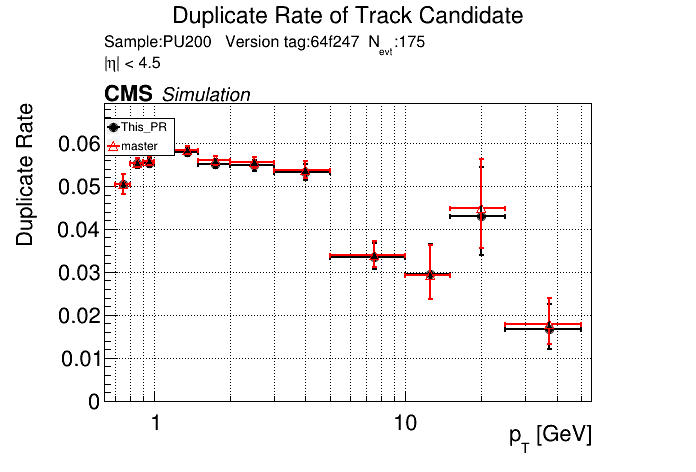 Duplicate Rate of Track Candidate
Sample:PU200 Version tag:64f247 N_evt:175
|η| < 4.5
CMS Simulation
Duplicate Rate
This_PR
master
0.06
0.05
0.04
0.03
0.02
0.01
0
1
10
p_T [GeV]